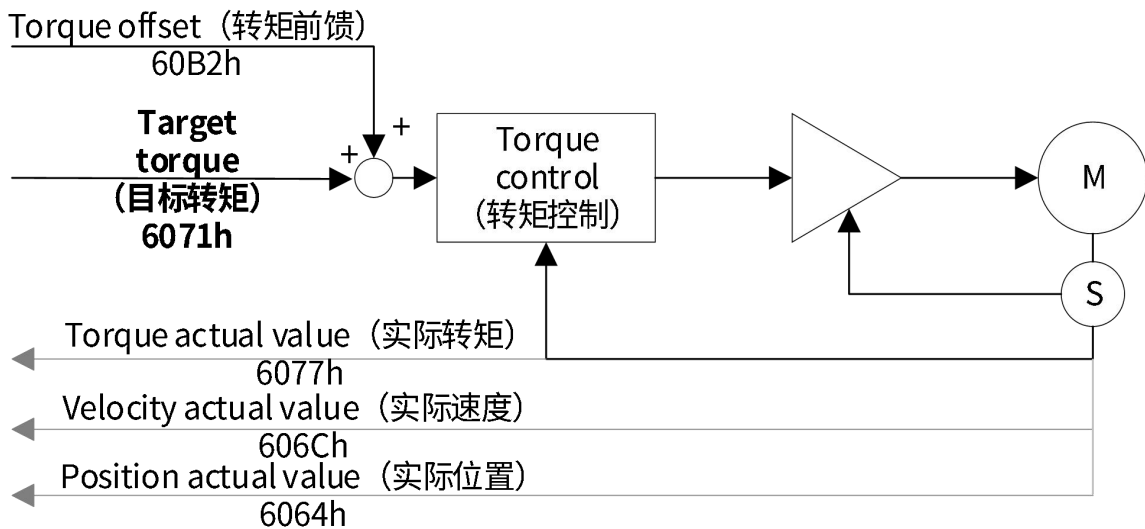 Torque offset（转矩前馈）
60B2h
Target
torque
（目标转矩）
6071h
+
+
Torque
control
（转矩控制）
M
S
Torque actual value（实际转矩）
6077h
Velocity actual value（实际速度）
606Ch
Position actual value（实际位置）
6064h